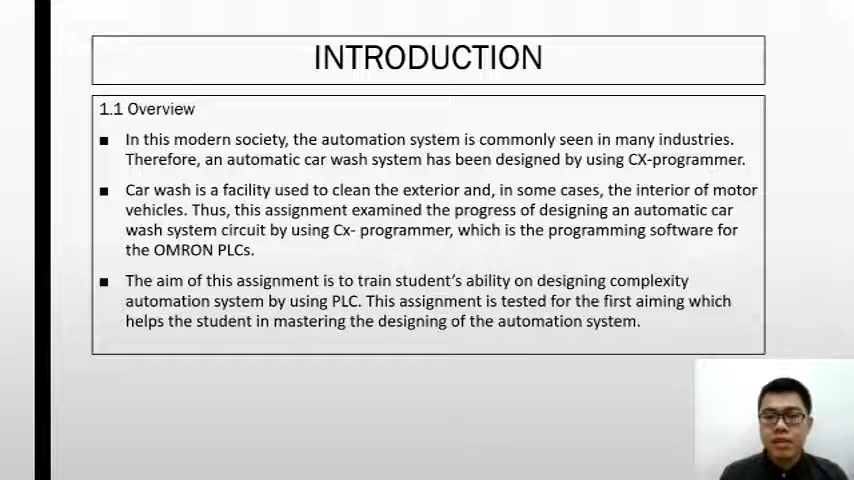 INTRODUCTION
1.1 Overview
■ In this modern society, the automation system is commonly seen in many industries.
Therefore, an automatic car wash system has been designed by using CX-programmer.
■ Car wash is a facility used to clean the exterior and, in some cases, the interior of motor
vehicles. Thus, this assignment examined the progress of designing an automatic car
wash system circuit by using Cx- programmer, which is the programming software for
the OMRON PLCs.
■ The aim of this assignment is to train student’s ability on designing complexity
automation system by using PLC. This assignment is tested for the first aiming which
helps the student in mastering the designing of the automation system.